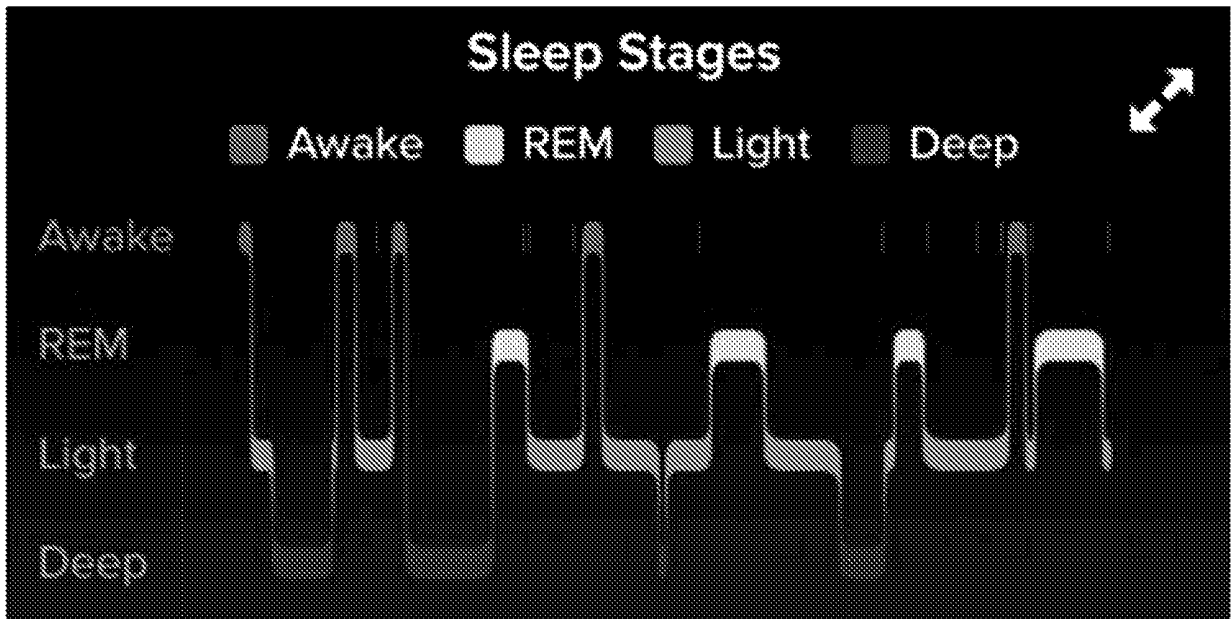 Sleep Stages
Awake REM Light Deep
Awake
REM
Light
Deep